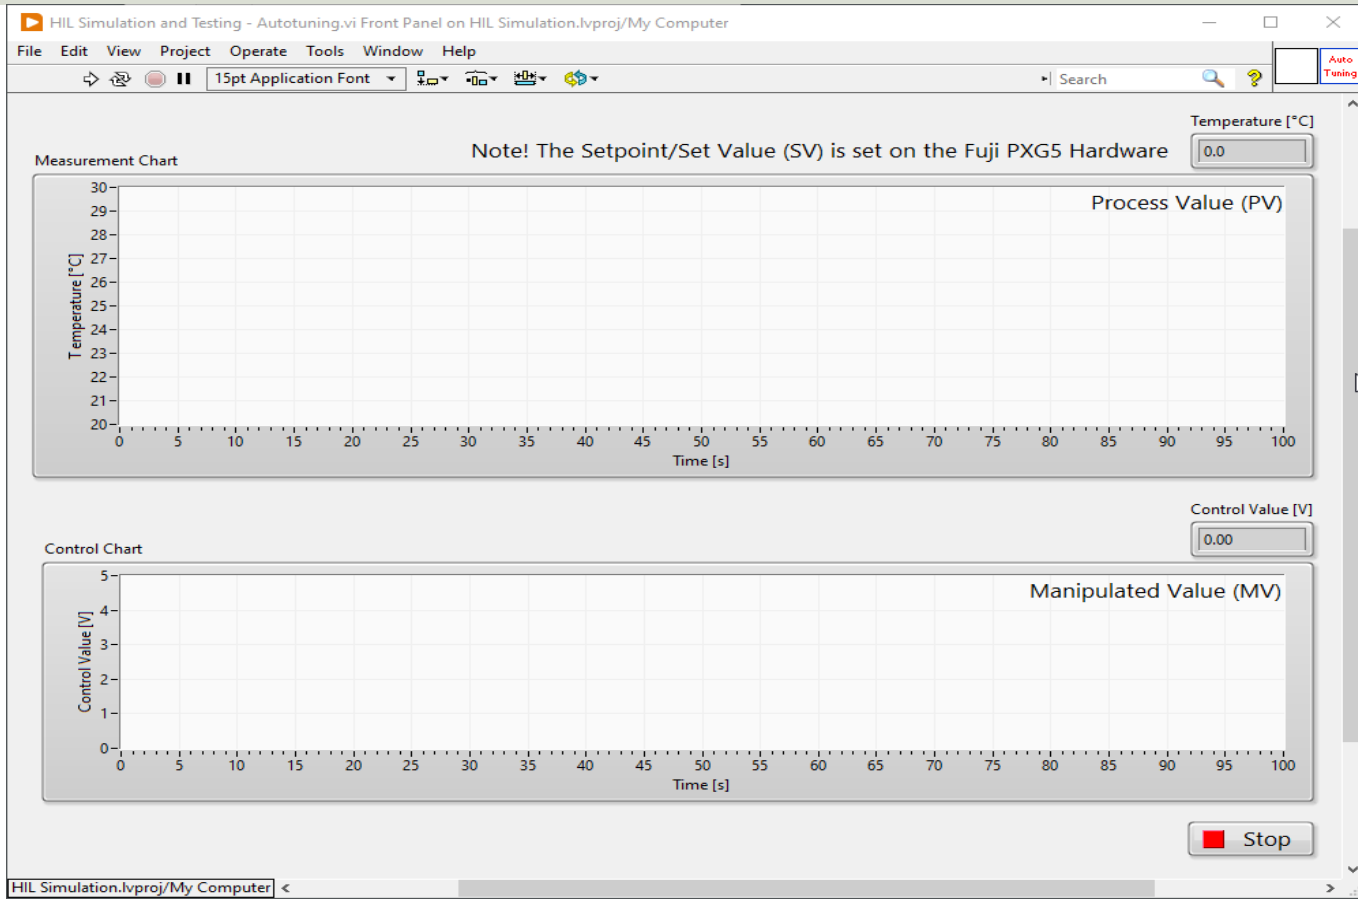 HIL Simulation and Testing - Autotuning.vi Front Panel on HIL Simulation.lvproj/My Computer
File Edit View Project Operate Tools Window Help
15pt Application Font
Search
Auto
Tuning
Temperature [°C]
0.0
Note! The Setpoint/Set Value (SV) is set on the Fuji PXG5 Hardware
Measurement Chart
Process Value (PV)
Temperature [°C]
30
29
28
27
26
25
24
23
22
21
20
0 5 10 15 20 25 30 35 40 45 50 55 60 65 70 75 80 85 90 95 100
Time [s]
Control Value [V]
0.00
Control Chart
Manipulated Value (MV)
Control Value [V]
5
4
3
2
1
0
0 5 10 15 20 25 30 35 40 45 50 55 60 65 70 75 80 85 90 95 100
Time [s]
Stop
HIL Simulation.lvproj/My Computer